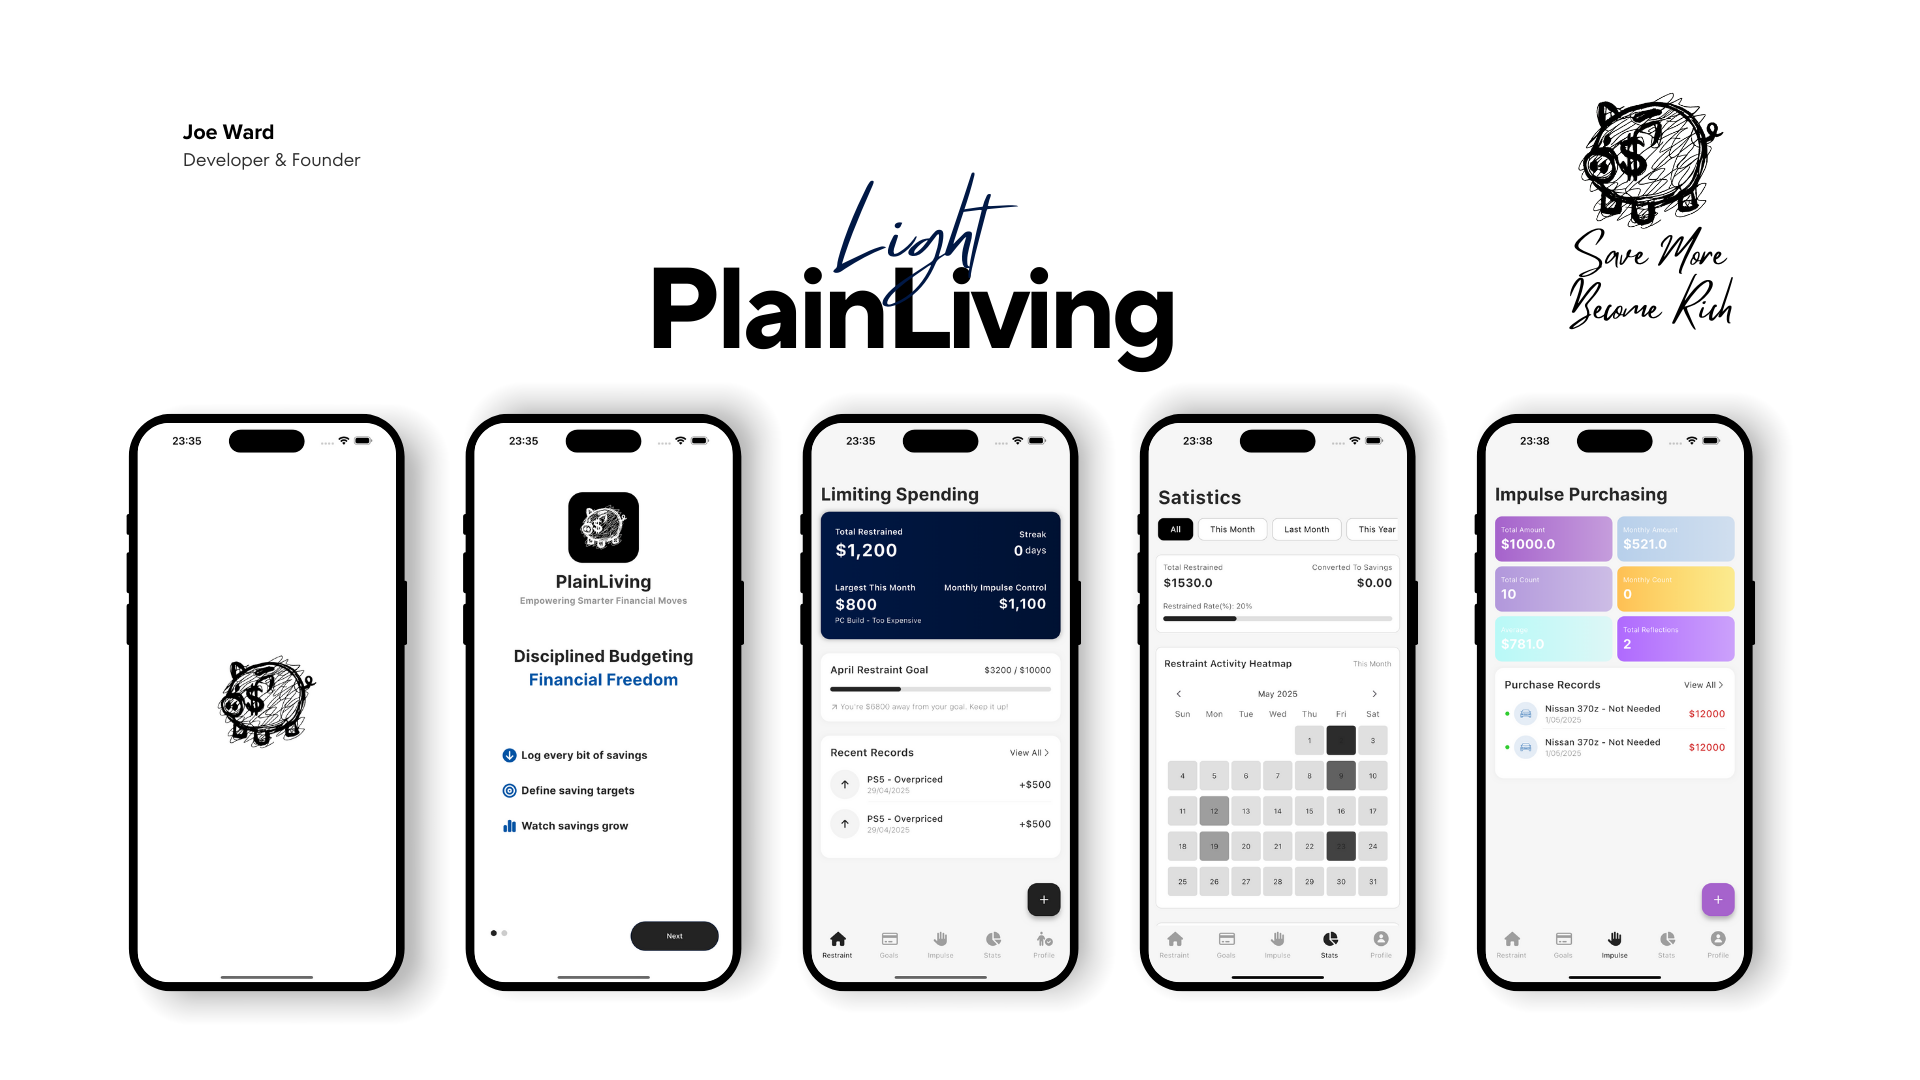 Joe Ward
Developer & Founder
Light
PlainLiving
$
Save More
Become Rich
23:35
$
23:35
$
PlainLiving
Empowering Smarter Financial Moves
Disciplined Budgeting
Financial Freedom
Log every bit of savings
Define saving targets
Watch savings grow
Next
23:35
Limiting Spending
Total Restrained
$1,200
Streak
0 days
Largest This Month
$800
PC Build - Too Expensive
Monthly Impulse Control
$1,100
April Restraint Goal $3200 / $10000
You're $6800 away from your goal. Keep it up!
Recent Records View All >
PS5 - Overpriced +$500
29/04/2025
PS5 - Overpriced +$500
29/04/2025
+
Restraint Goals Impulse Stats Profile
23:38
Satistics
All This Month Last Month This Year
Total Restrained Converted To Savings
$1530.0 $0.00
Restrained Rate(%): 20%
Restraint Activity Heatmap This Month
< May 2025 >
Sun Mon Tue Wed Thu Fri Sat
1 2 3
4 5 6 7 8 9 10
11 12 13 14 15 16 17
18 19 20 21 22 23 24
25 26 27 28 29 30 31
Restraint Goals Impulse Stats Profile
23:38
Impulse Purchasing
Total Amount
$1000.0
Monthly Amount
$521.0
Total Count
10
Monthly Count
0
Average
$781.0
Total Reflections
2
Purchase Records View All >
Nissan 370z - Not Needed $12000
1/05/2025
Nissan 370z - Not Needed $12000
1/05/2025
+
Restraint Goals Impulse Stats Profile